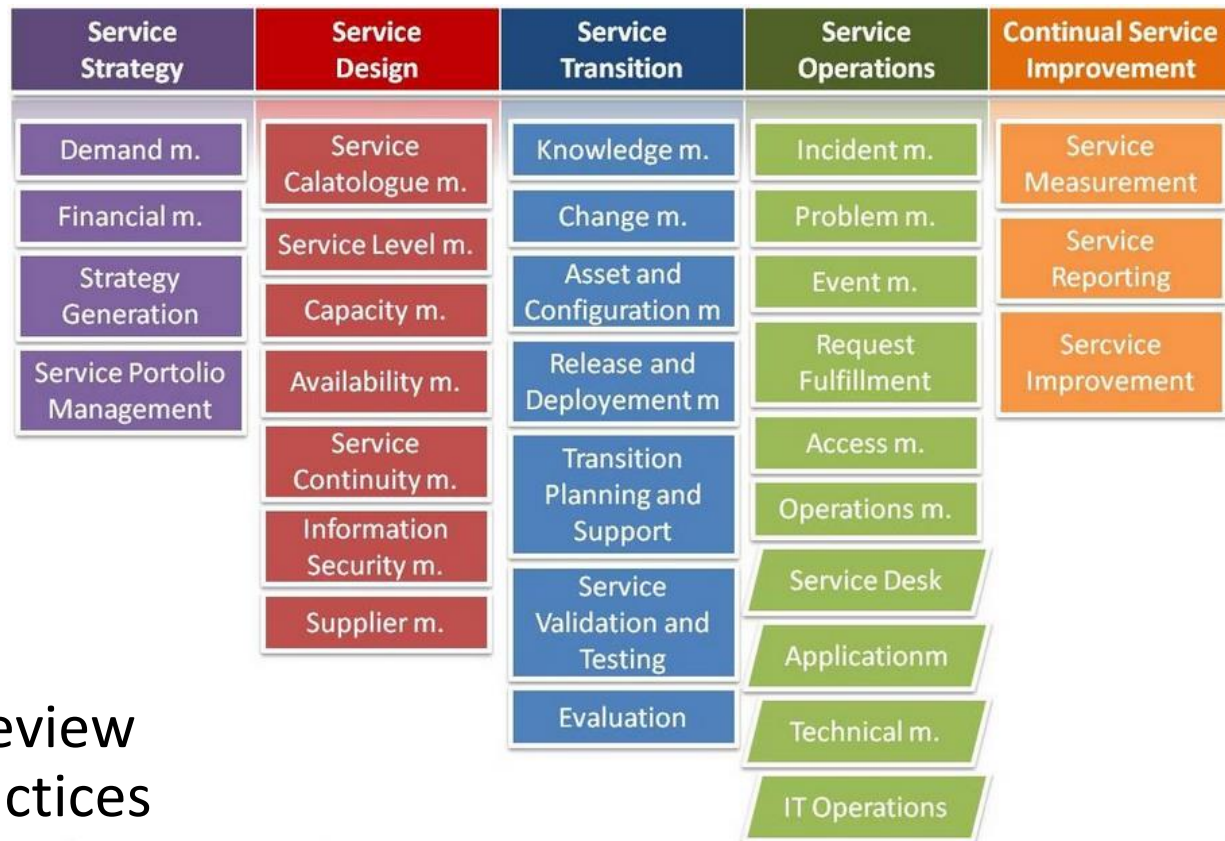 Service
Strategy
Demand m.
Financial m.
Strategy
Generation
Service Portolio
Management
Service
Design
Service
Calatologue m.
Service Level m.
Capacity m.
Availability m.
Service
Continuity m.
Information
Security m.
Supplier m.
Service
Transition
Knowledge m.
Change m.
Asset and
Configuration m
Release and
Deployement m
Transition
Planning and
Support
Service
Validation and
Testing
Evaluation
Service
Operations
Incident m.
Problem m.
Event m.
Request
Fulfillment
Access m.
Operations m.
Service Desk
Applicationm
Technical m.
IT Operations
Continual Service
Improvement
Service
Measurement
Service
Reporting
Sercvice
Improvement
eview
ctices